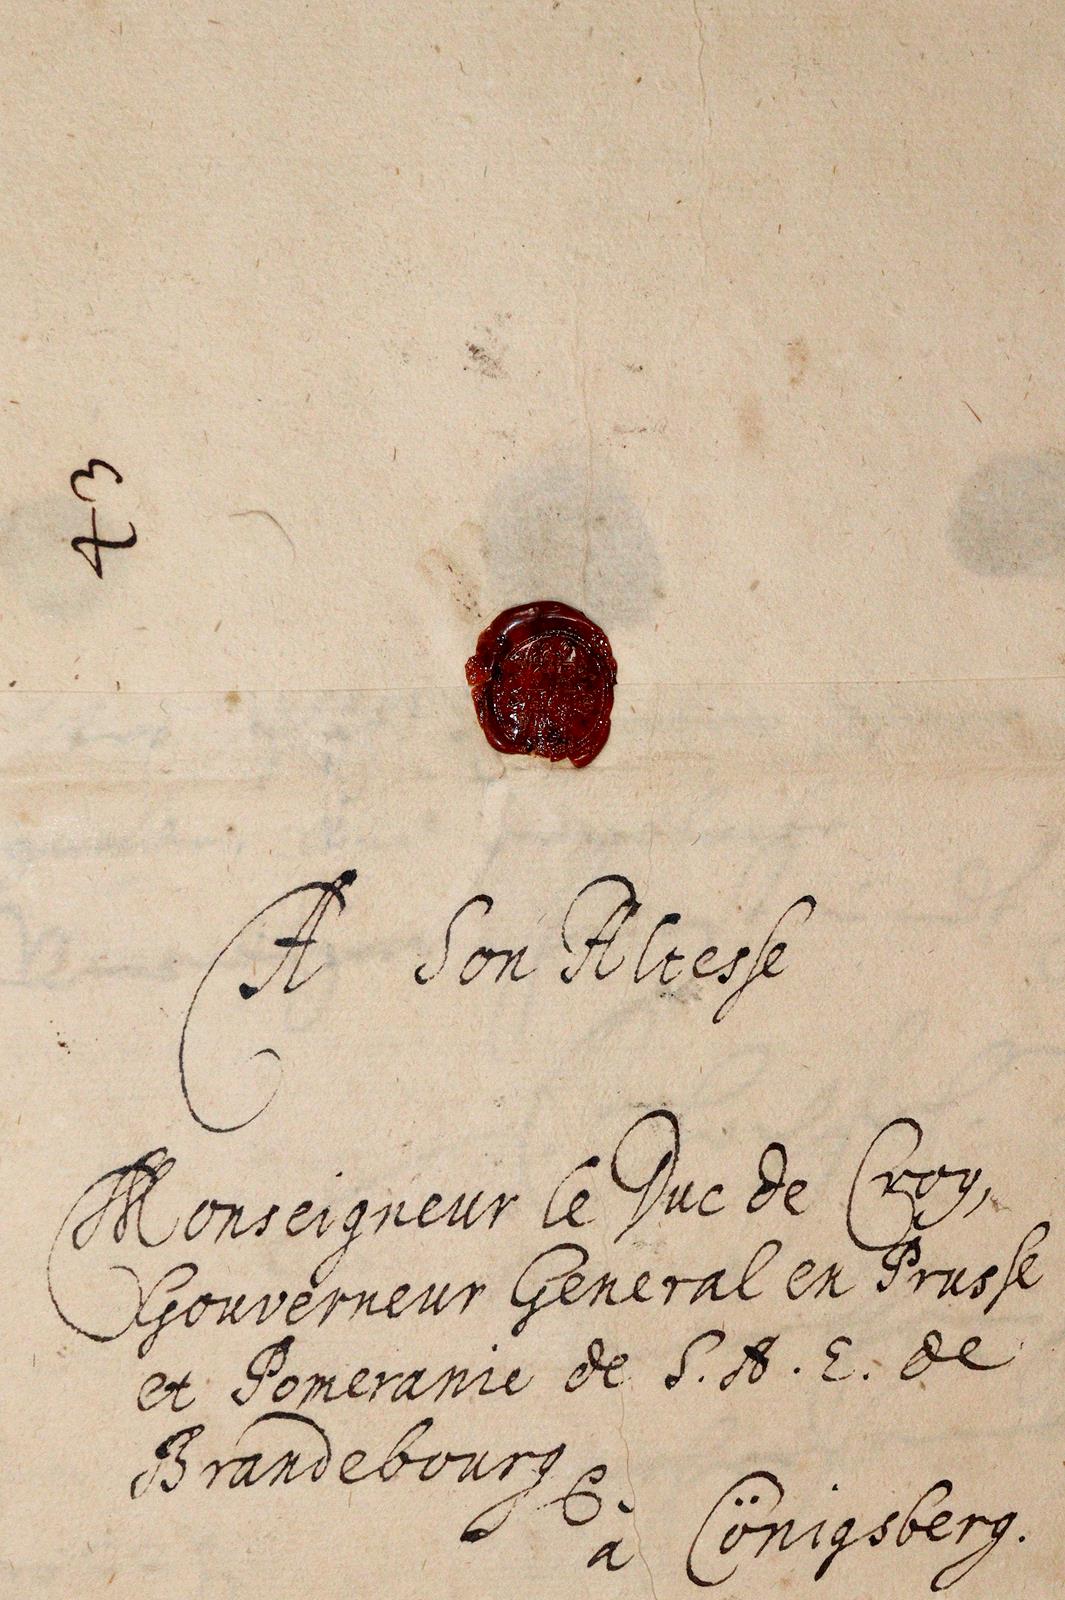 43
A Son Altesse
Monseigneur le Duc de Croy,
Gouverneur General en Prusse
et Pomeranie de S. A. E. de
Brandebourg &.
à Cönigsberg.